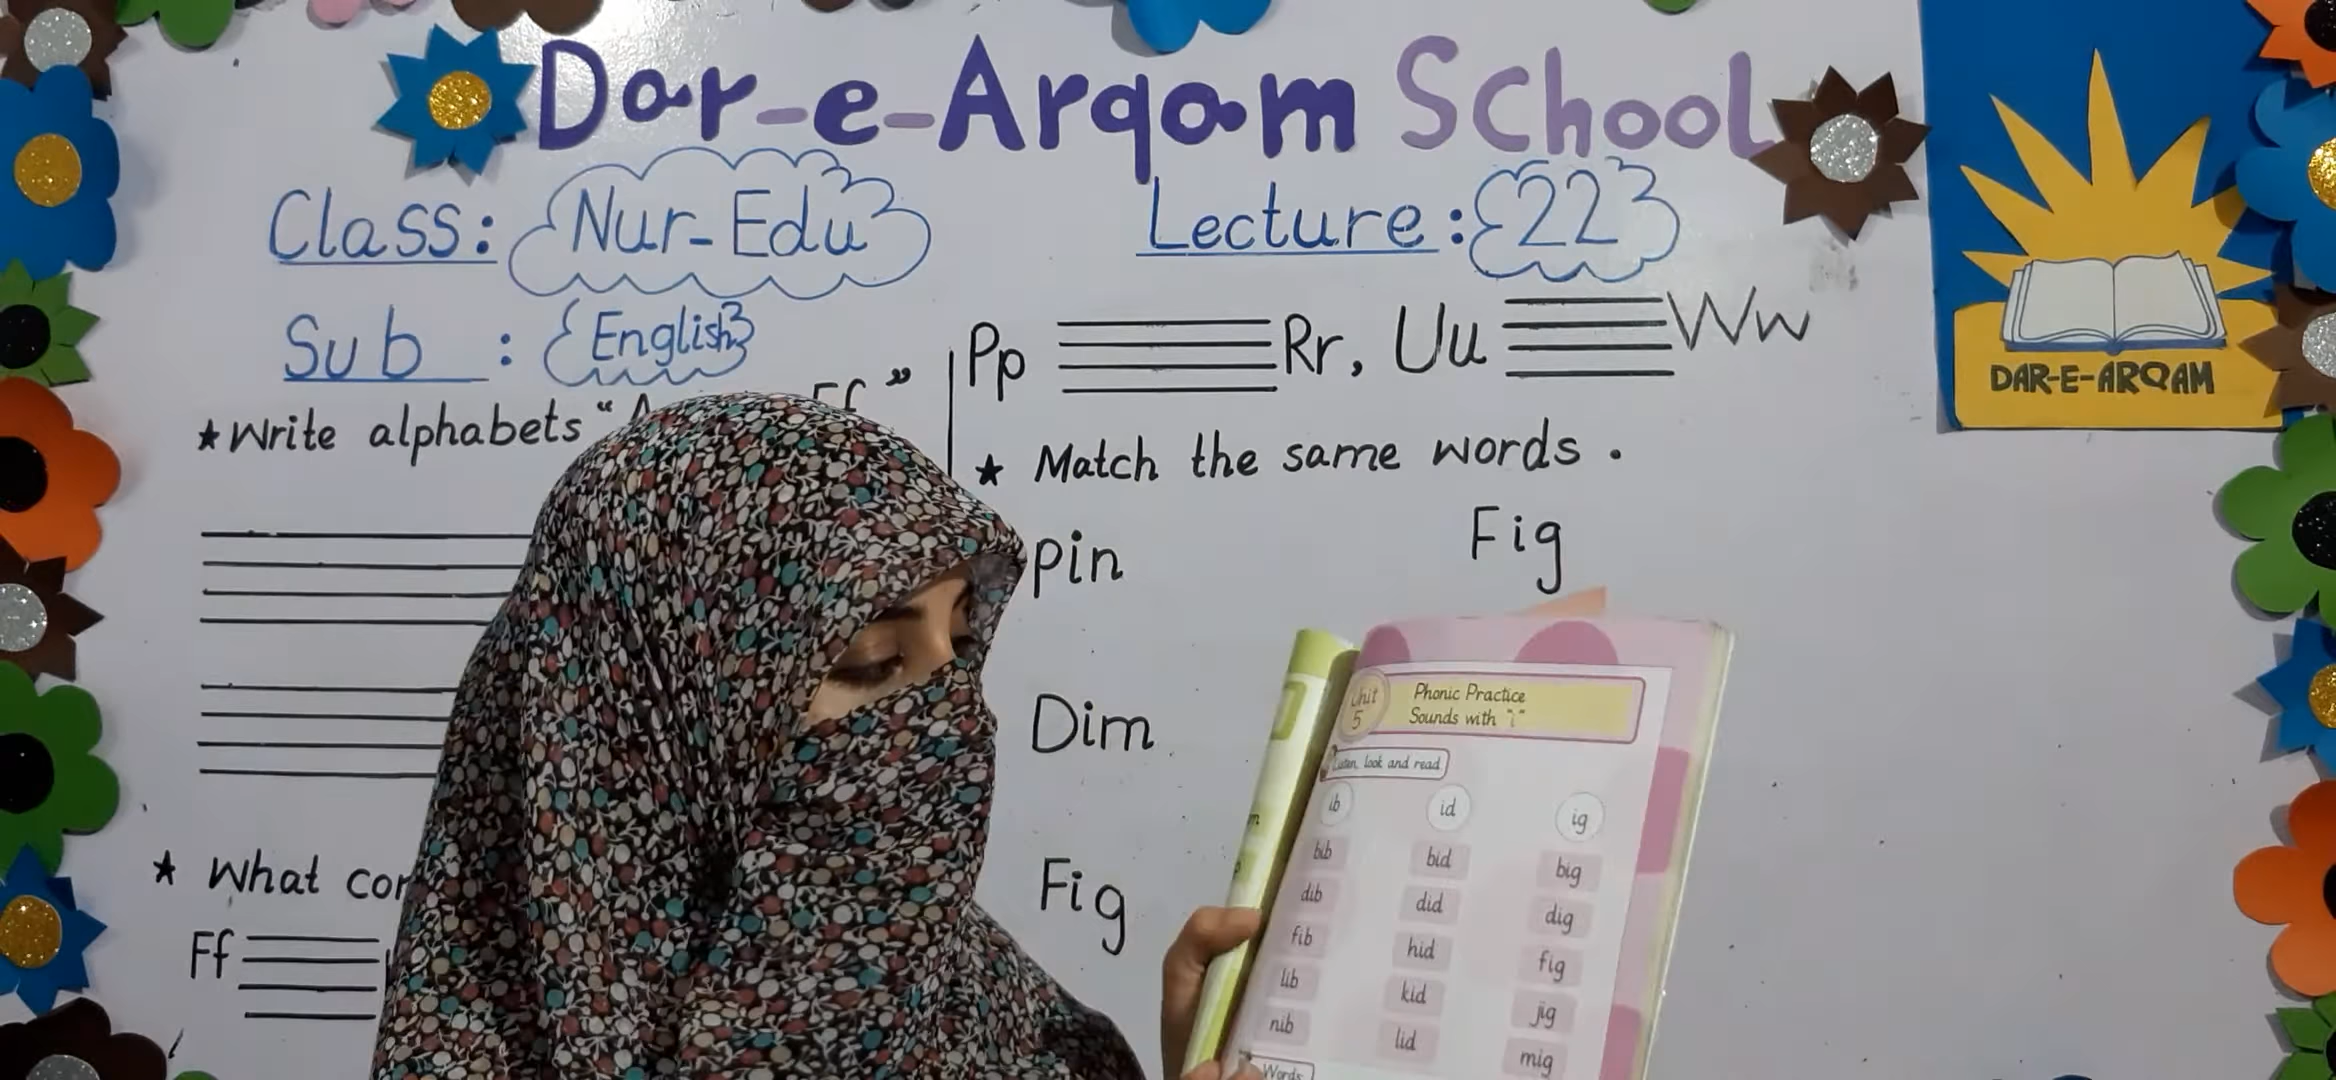 Dar-e-Arqam School
Class: Nur-Edu
Lecture: 22
Sub : English
DAR-E-ARQAM
★ Write alphabets "A Ff"
Pp Rr, Uu Ww
★ Match the same words.
Pin Fig
Dim
Fig
★ What
Ff
Unit 5
Phonic Practice
Sounds with "i"
Listen, look and read
ib id ig
bib bid big
dib did dig
fib hid fig
lib kid jig
nib lid mig
Words